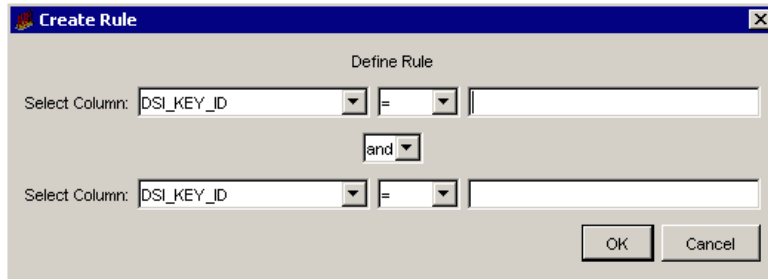 Create Rule
Define Rule
Select Column: DSI_KEY_ID =
and
Select Column: DSI_KEY_ID =
OK Cancel